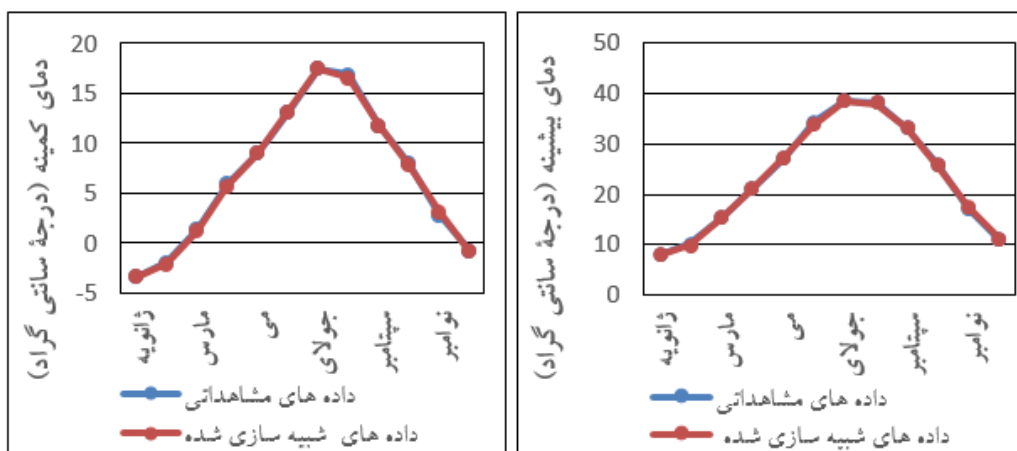 دمای کمینه (درجهٔ سانتی گراد)
20
15
10
5
0
-5
ژانویه
مارس
می
جولای
سپتامبر
نوامبر
داده های مشاهداتی
داده های شبیه سازی شده
دمای بیشینه (درجهٔ سانتی گراد)
50
40
30
20
10
0
ژانویه
مارس
می
جولای
سپتامبر
نوامبر
داده های مشاهداتی
داده های شبیه سازی شده